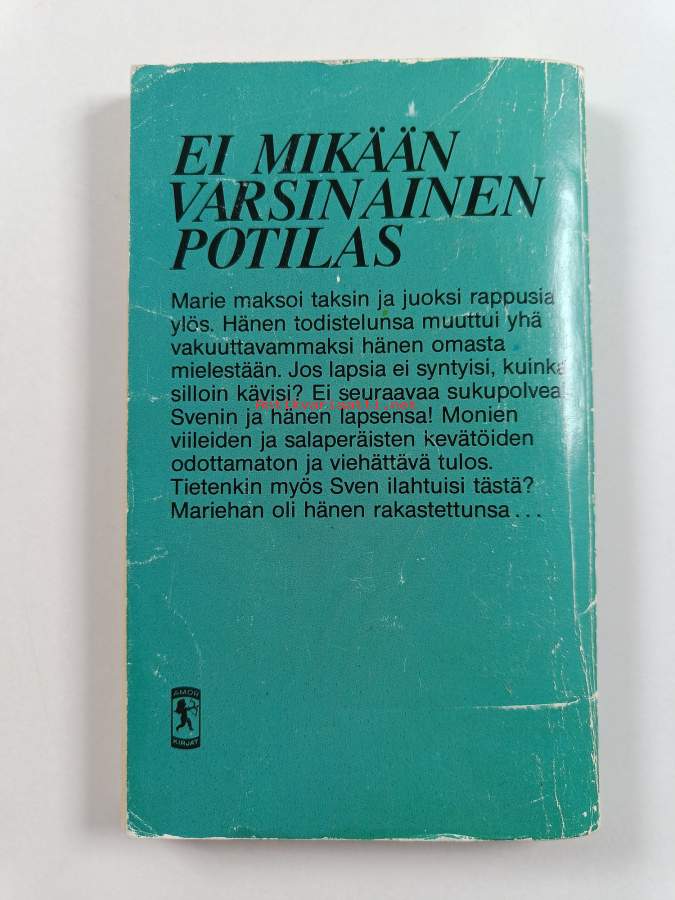 EI MIKÄÄN
VARSINAINEN
POTILAS
Marie maksoi taksin ja juoksi rappusia
ylös. Hänen todistelunsa muuttui yhä
vakuuttavammaksi hänen omasta
mielestään. Jos lapsia ei syntyisi, kuinka
silloin kävisi? Ei seuraavaa sukupolvea!
Antikvariaatti.net
Svenin ja hänen lapsensa! Monien
viileiden ja salaperäisten kevätöiden
odottamaton ja viehättävä tulos.
Tietenkin myös Sven ilahtuisi tästä?
Mariehan oli hänen rakastettunsa...
AMOR
KIRJAT